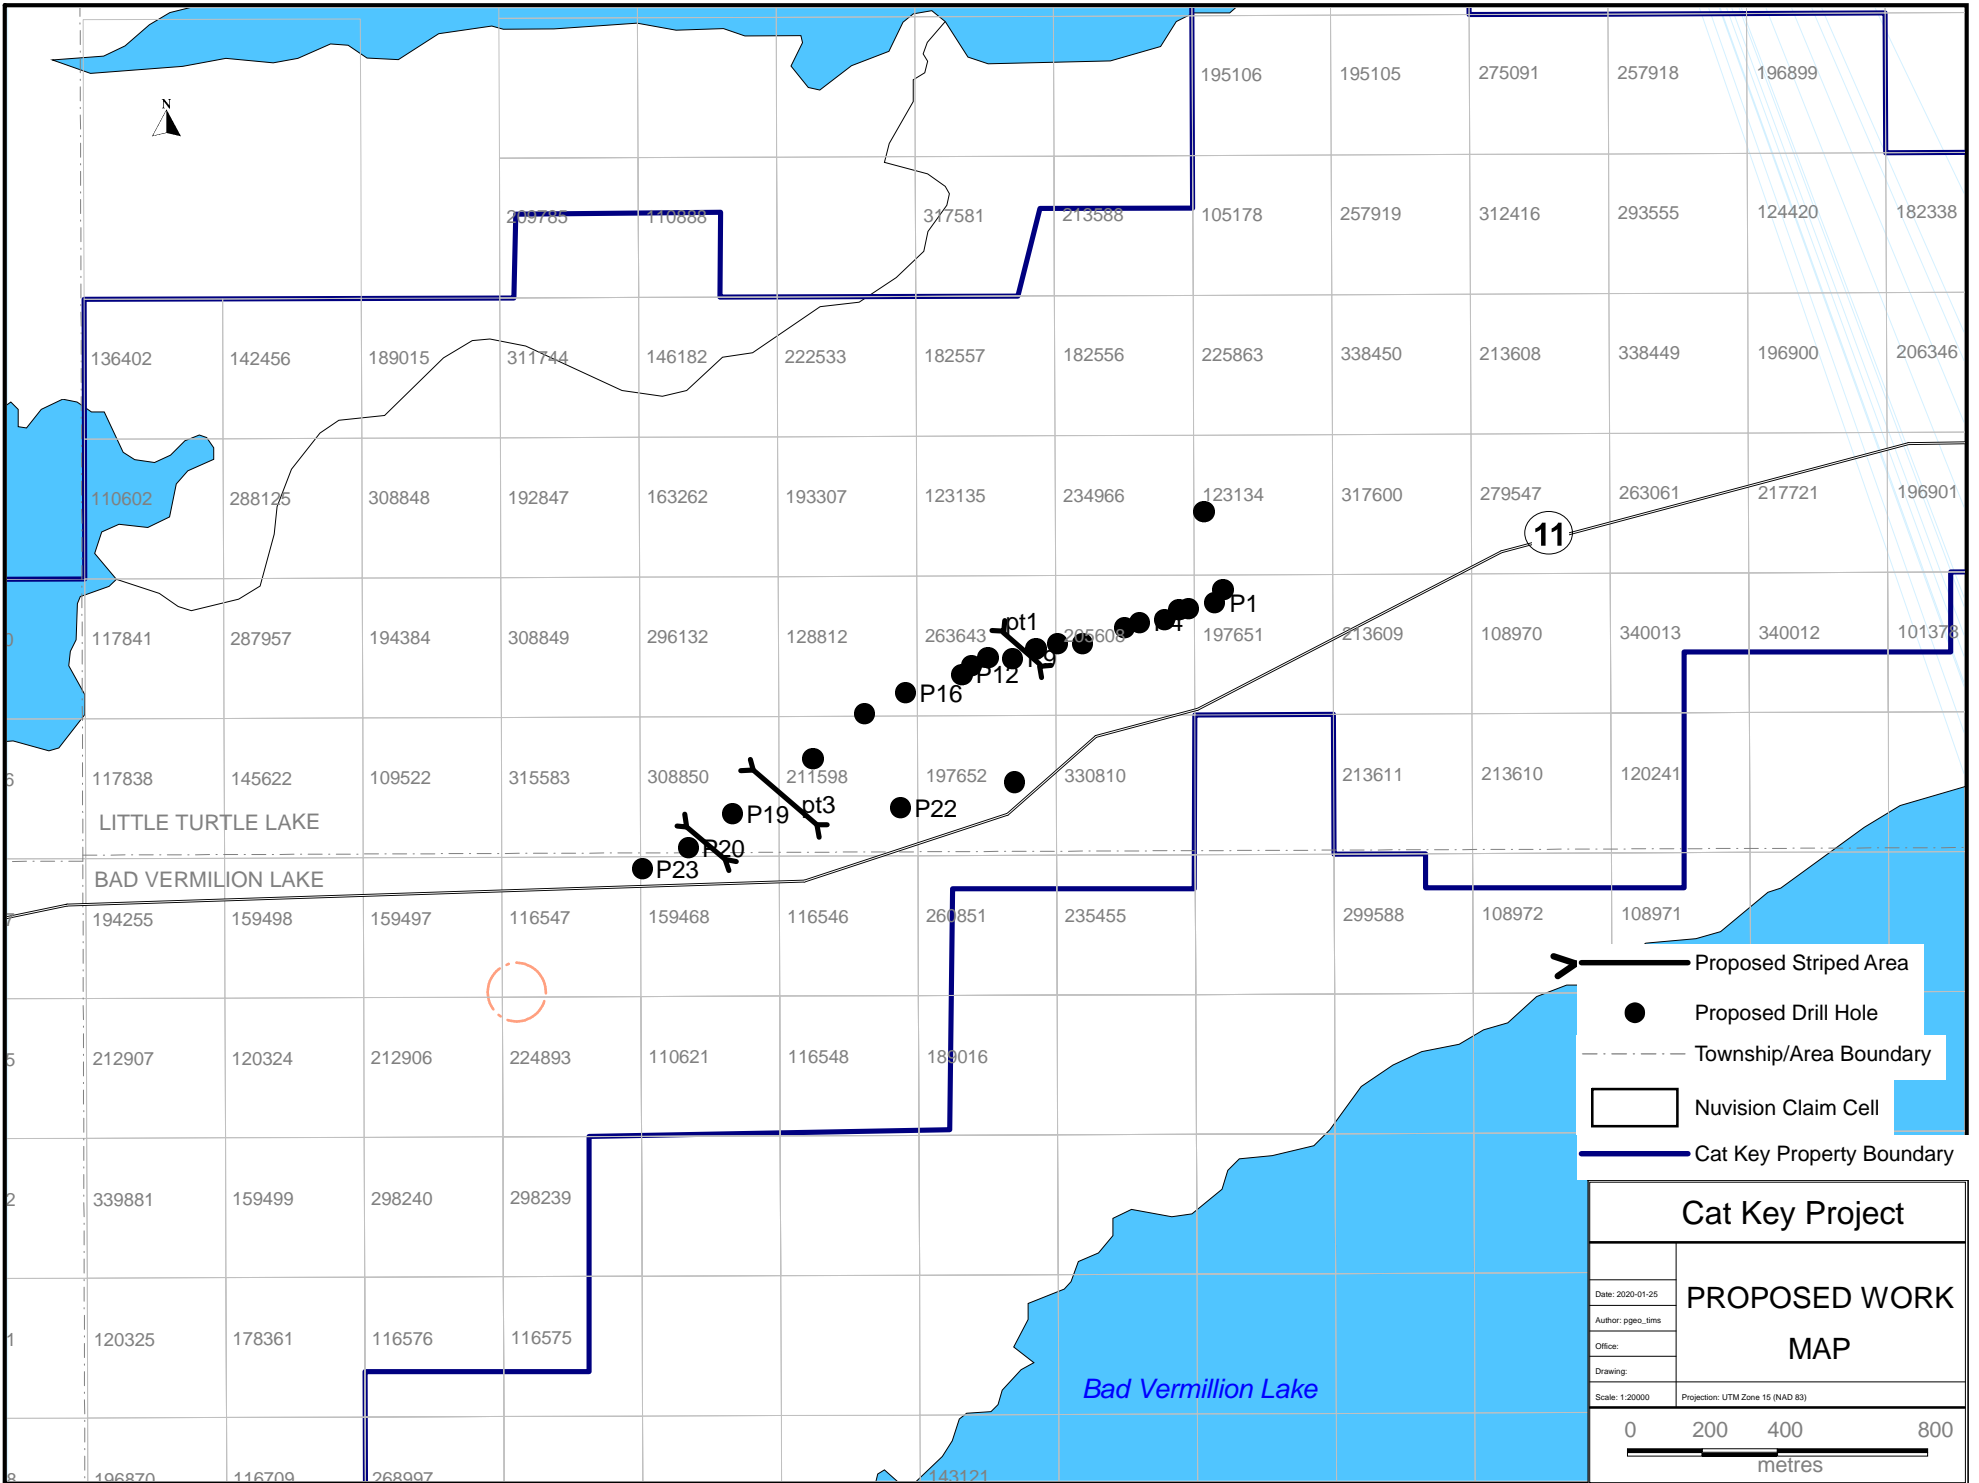 195106 195105 275091 257918 196899
N
209785 110888 317581 213588 105178 257919 312416 293555 124420 182338
136402 142456 189015 311744 146182 222533 182557 182556 225863 338450 213608 338449 196900 206346
110602 288125 308848 192847 163262 193307 123135 234966 123134 317600 279547 263061 217721 196901
11
P1
pt1
117841 287957 194384 308849 296132 128812 263643 205608 197651 213609 108970 340013 340012 101378
P12
P16
117838 145622 109522 315583 308850 211598 197652 330810 213611 213610 120241
pt3
P19
P22
LITTLE TURTLE LAKE
P20
P23
BAD VERMILION LAKE
194255 159498 159497 116547 159468 116546 260851 235455 299588 108972 108971
Proposed Striped Area
Proposed Drill Hole
Township/Area Boundary
Nuvision Claim Cell
Cat Key Property Boundary
212907 120324 212906 224893 110621 116548 189016
339881 159499 298240 298239
120325 178361 116576 116575
Bad Vermillion Lake
196870 116709 268997 143121
Cat Key Project
PROPOSED WORK
MAP
Date: 2020-01-25
Author: pgeo_tims
Office:
Drawing:
Scale: 1:20000
Projection: UTM Zone 15 (NAD 83)
0 200 400 800
metres